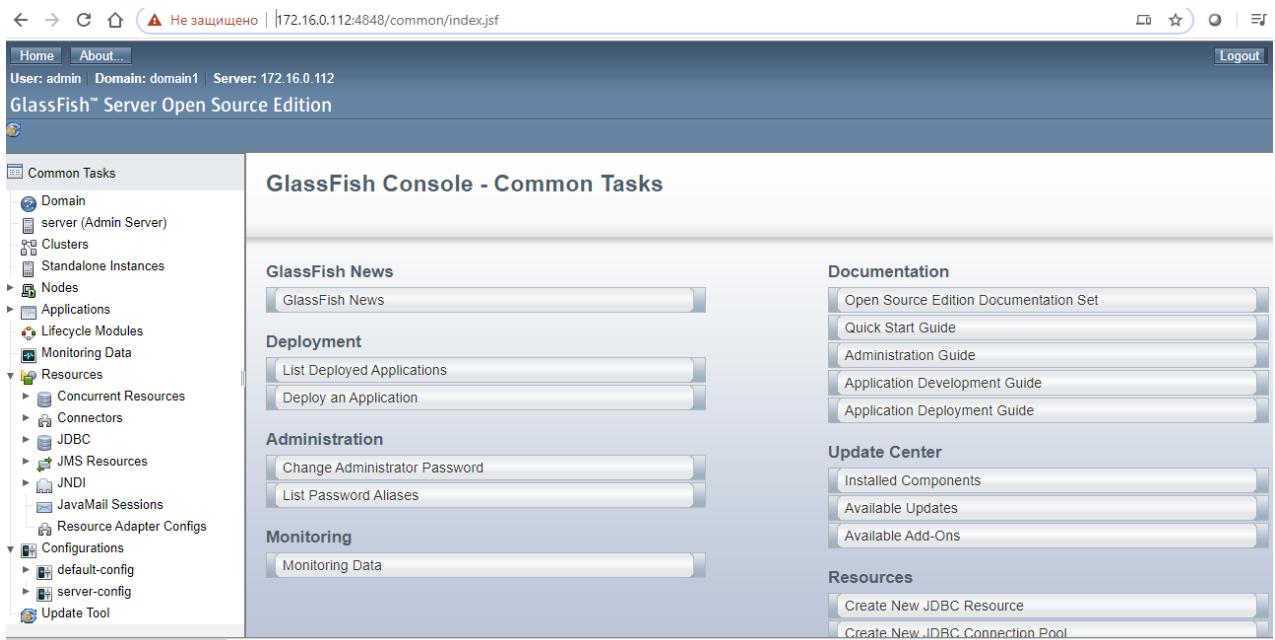 Не защищено 172.16.0.112:4848/common/index.jsf
Home About... Logout
User: admin Domain: domain1 Server: 172.16.0.112
GlassFish™ Server Open Source Edition
Common Tasks
Domain
server (Admin Server)
Clusters
Standalone Instances
Nodes
Applications
Lifecycle Modules
Monitoring Data
Resources
Concurrent Resources
Connectors
JDBC
JMS Resources
JNDI
JavaMail Sessions
Resource Adapter Configs
Configurations
default-config
server-config
Update Tool
GlassFish Console - Common Tasks
GlassFish News
GlassFish News
Deployment
List Deployed Applications
Deploy an Application
Administration
Change Administrator Password
List Password Aliases
Monitoring
Monitoring Data
Documentation
Open Source Edition Documentation Set
Quick Start Guide
Administration Guide
Application Development Guide
Application Deployment Guide
Update Center
Installed Components
Available Updates
Available Add-Ons
Resources
Create New JDBC Resource
Create New JDBC Connection Pool